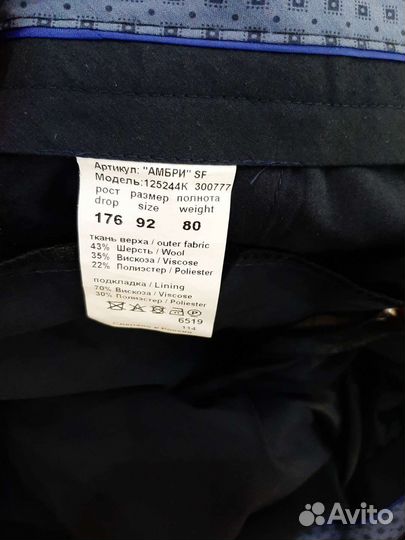 Артикул: "АМБРИ" SF
Модель:125244К 300777
рост размер полнота
drop size weight
176 92 80
ткань верха / outer fabric
43% Шерсть / Wool
35% Вискоза / Viscose
22% Полиэстер / Poliester
подкладка / Lining
70% Вискоза / Viscose
30% Полиэстер / Poliester
6519
114
Avito